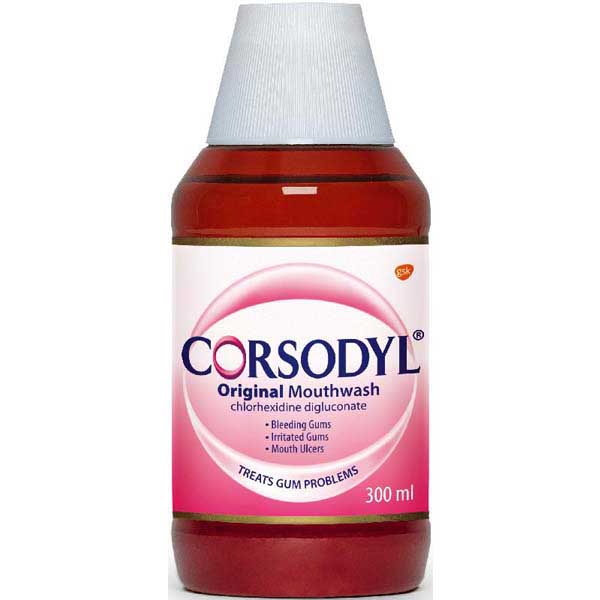 gsk
CORSODYL®
Original Mouthwash
chlorhexidine digluconate
• Bleeding Gums
• Irritated Gums
• Mouth Ulcers
TREATS GUM PROBLEMS
300 ml